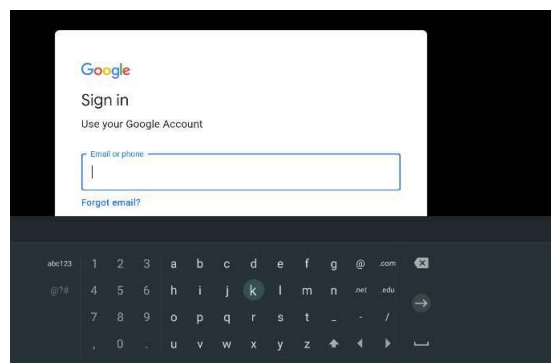 Google
Sign in
Use your Google Account
Email or phone
Forgot email?
abc123 1 2 3 a b c d e f g @ .com
@?# 4 5 6 h i j k l m n .net .edu
7 8 9 o p q r s t _ - /
, 0 . u v w x y z